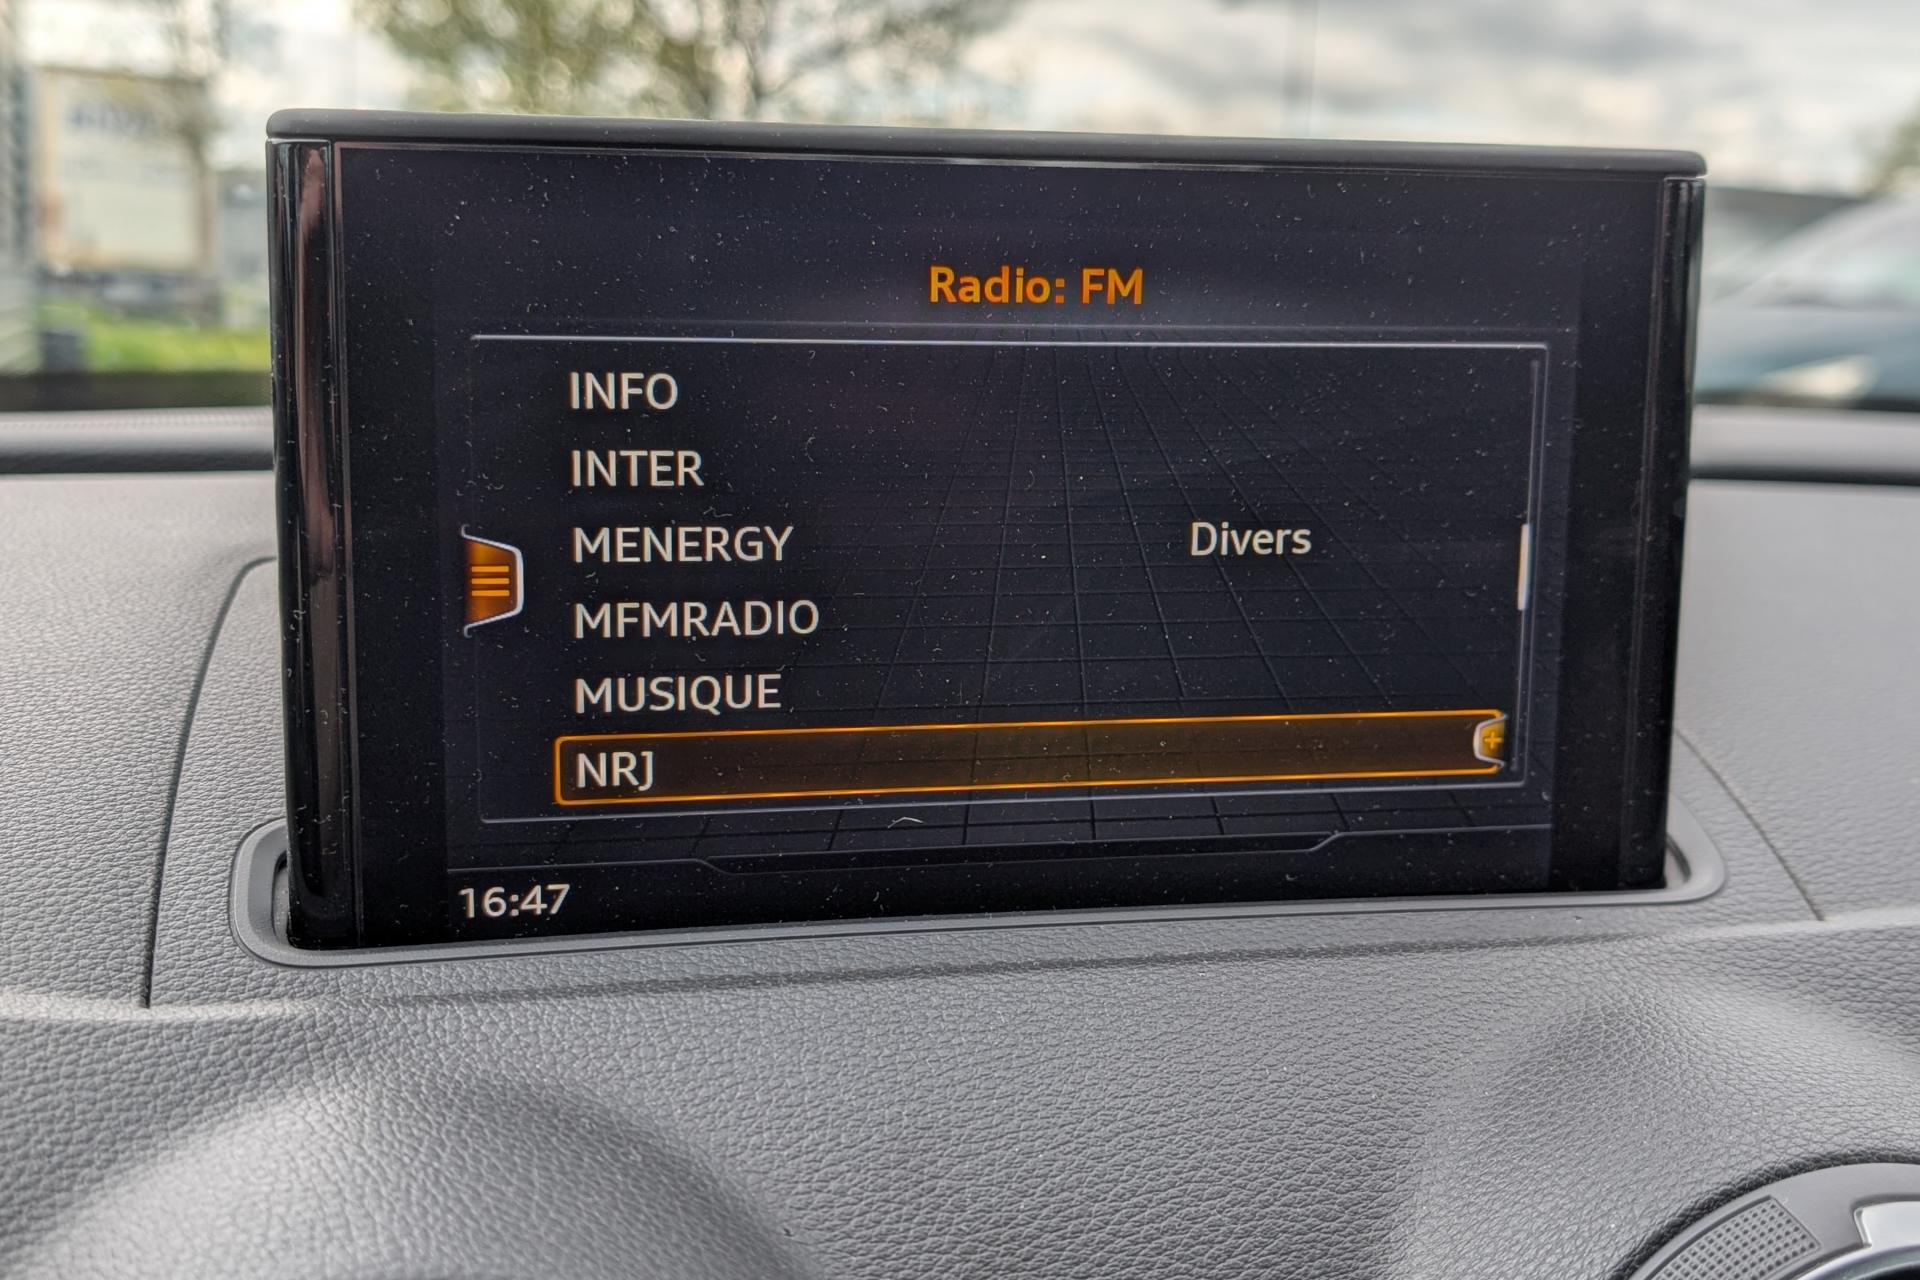 Radio: FM
INFO
INTER
MENERGY Divers
MFMRADIO
MUSIQUE
NRJ
16:47